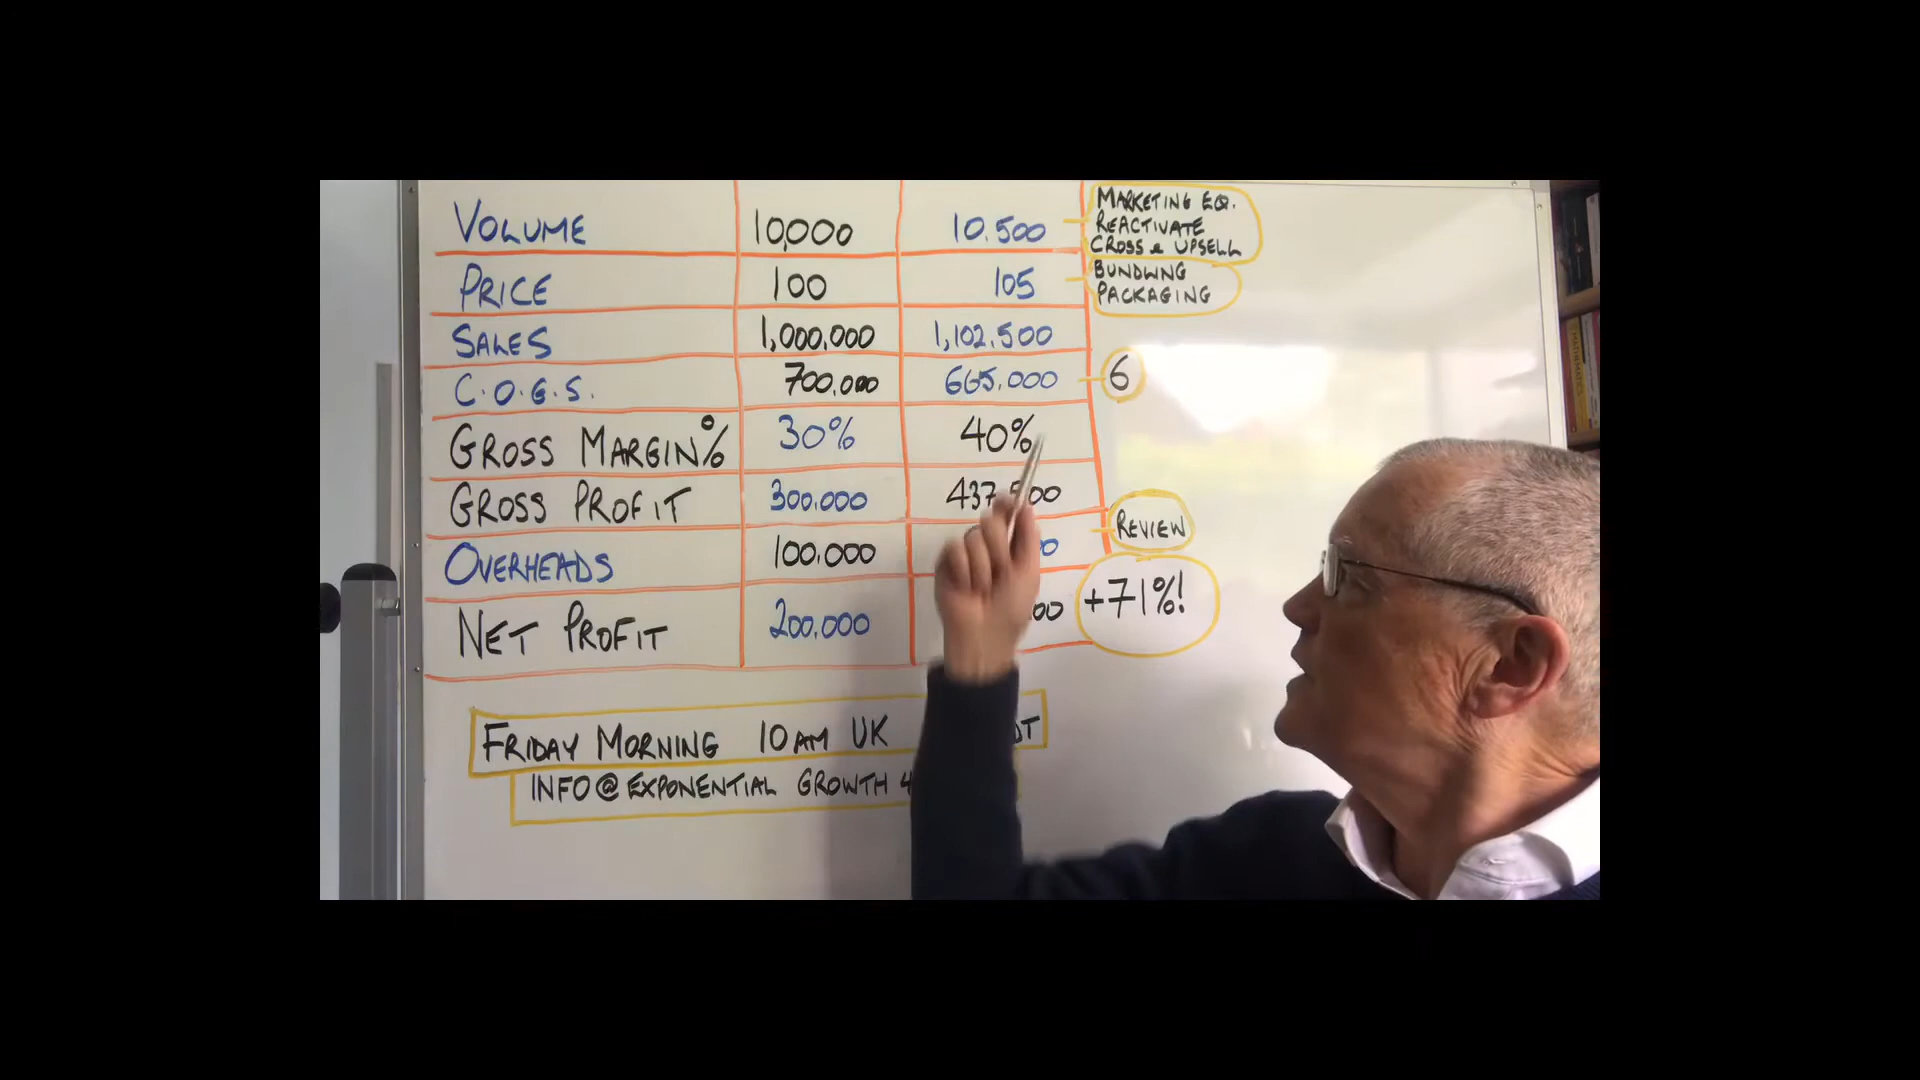 VOLUME 10,000 10.500
MARKETING EQ.
REACTIVATE
CROSS & UPSELL
PRICE 100 105
BUNDLING
PACKAGING
SALES 1,000,000 1,102,500
C.O.G.S. 700,000 665,000 6
GROSS MARGIN% 30% 40%
GROSS PROFIT 300.000
OVERHEADS 100.000
REVIEW
NET PROFIT 200.000 +71%!
FRIDAY MORNING 10AM UK
INFO@EXPONENTIAL GROWTH
MATHEMATICS